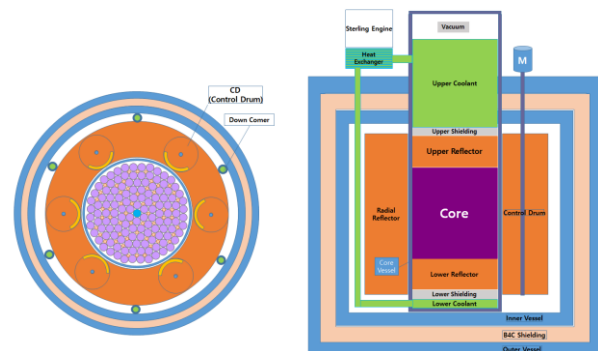 CD
(Control Drum)
Down Comer
Sterling Engine
Heat
Exchanger
Vacuum
M
Upper Coolant
Upper Shielding
Upper Reflector
Radial
Reflector
Core
Control Drum
Core
Vessel
Lower Reflector
Lower Shielding
Lower Coolant
Inner Vessel
B4C Shielding
Outer Vessel